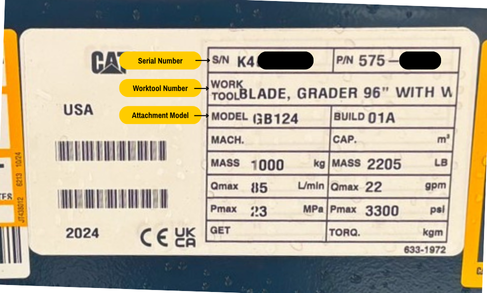 CAT
Serial Number
S/N K4
P/N 575-
Worktool Number
WORK TOOL BLADE, GRADER 96" WITH W
USA
Attachment Model
MODEL GB124
BUILD 01A
MACH.
CAP. m³
MASS 1000 kg
MASS 2205 LB
Qmax 85 L/min
Qmax 22 gpm
Pmax 23 MPa
Pmax 3300 psi
2024
CE UKCA
GET
TORQ. kgm
633-1972